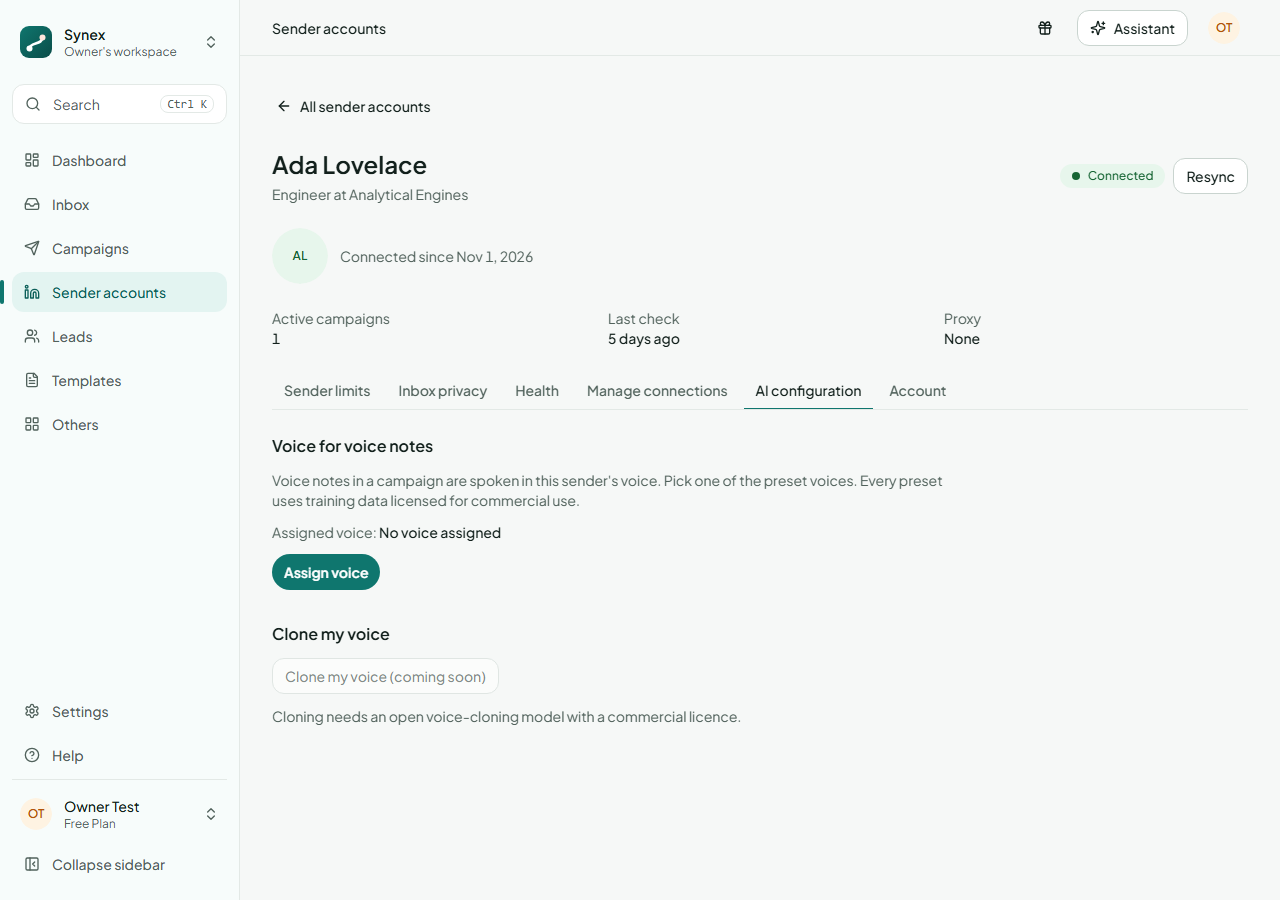 Synex
Owner's workspace
Search
Ctrl K
Dashboard
Inbox
Campaigns
Sender accounts
Leads
Templates
Others
Settings
Help
OT
Owner Test
Free Plan
Collapse sidebar
Sender accounts
Assistant
OT
All sender accounts
Ada Lovelace
Engineer at Analytical Engines
Connected
Resync
AL
Connected since Nov 1, 2026
Active campaigns
1
Last check
5 days ago
Proxy
None
Sender limits
Inbox privacy
Health
Manage connections
AI configuration
Account
Voice for voice notes
Voice notes in a campaign are spoken in this sender's voice. Pick one of the preset voices. Every preset
uses training data licensed for commercial use.
Assigned voice: No voice assigned
Assign voice
Clone my voice
Clone my voice (coming soon)
Cloning needs an open voice-cloning model with a commercial licence.